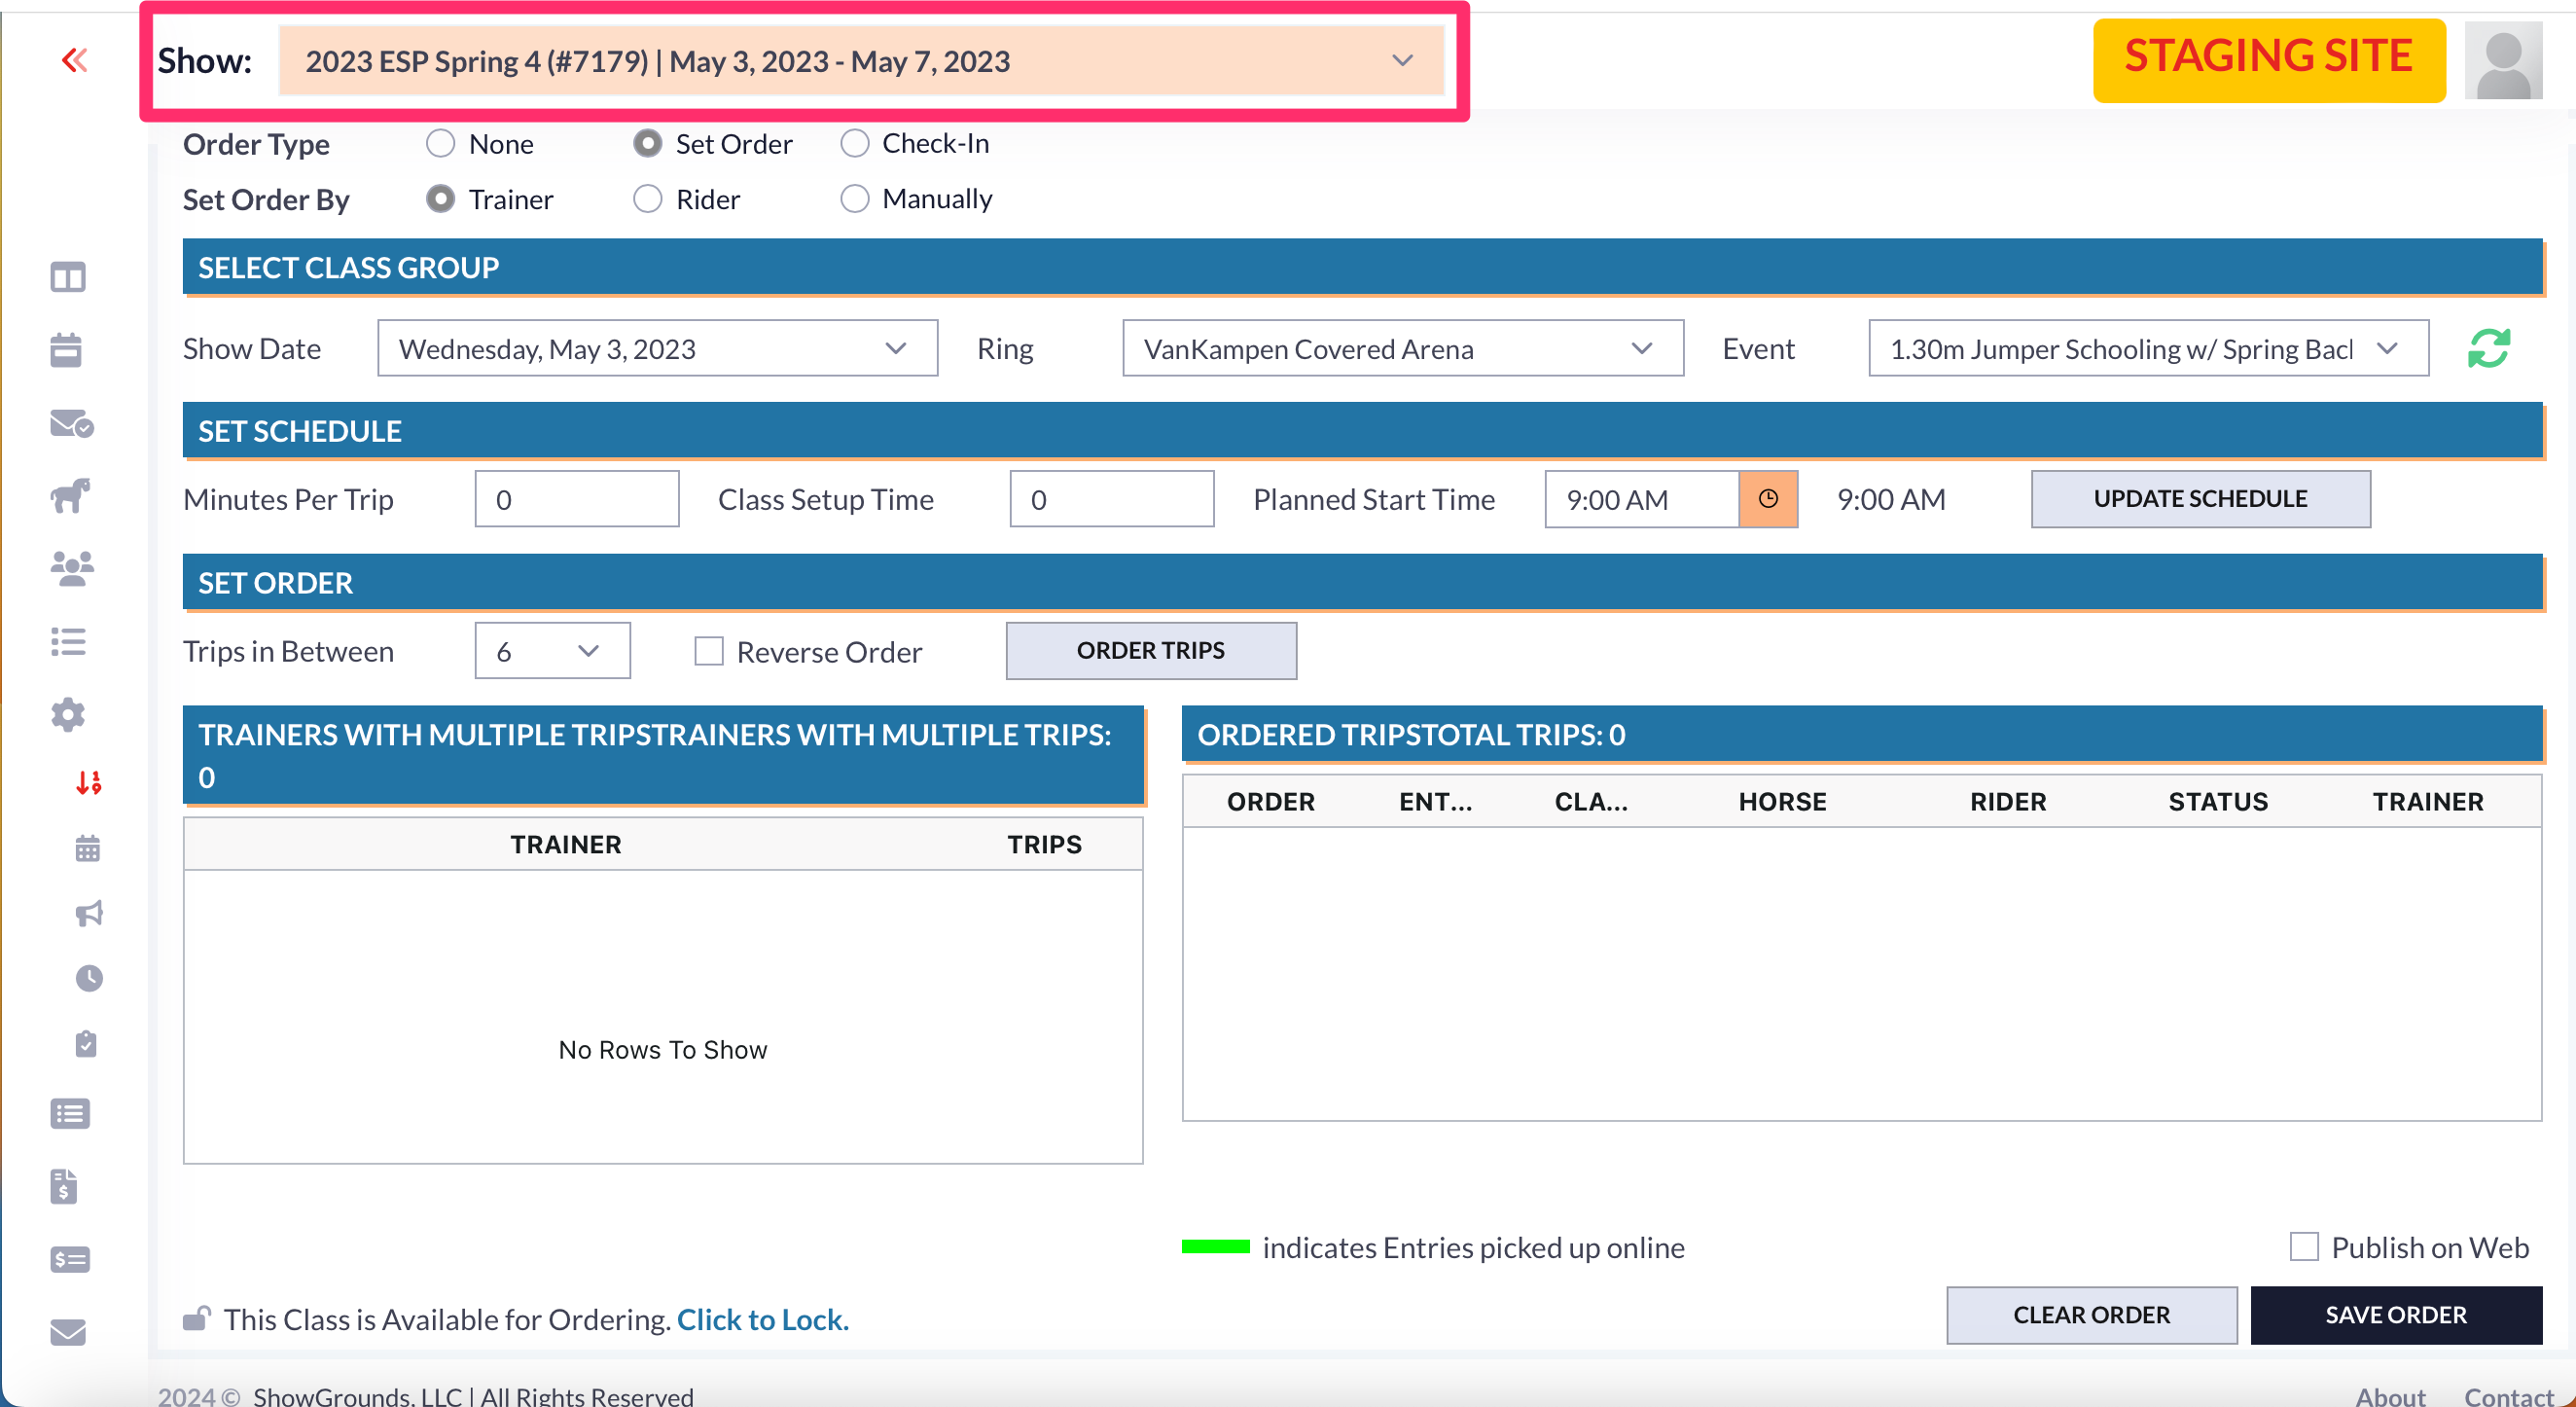 Show: 2023 ESP Spring 4 (#7179) | May 3, 2023 - May 7, 2023 STAGING SITE
Order Type None Set Order Check-In
Set Order By Trainer Rider Manually
SELECT CLASS GROUP
Show Date Wednesday, May 3, 2023 Ring VanKampen Covered Arena Event 1.30m Jumper Schooling w/ Spring Bacl
SET SCHEDULE
Minutes Per Trip 0 Class Setup Time 0 Planned Start Time 9:00 AM 9:00 AM UPDATE SCHEDULE
SET ORDER
Trips in Between 6 Reverse Order ORDER TRIPS
TRAINERS WITH MULTIPLE TRIPSTRAINERS WITH MULTIPLE TRIPS:
0
TRAINER TRIPS
No Rows To Show
ORDERED TRIPSTOTAL TRIPS: 0
ORDER ENT... CLA... HORSE RIDER STATUS TRAINER
indicates Entries picked up online Publish on Web
This Class is Available for Ordering. Click to Lock. CLEAR ORDER SAVE ORDER
2024 © ShowGrounds, LLC | All Rights Reserved About Contact